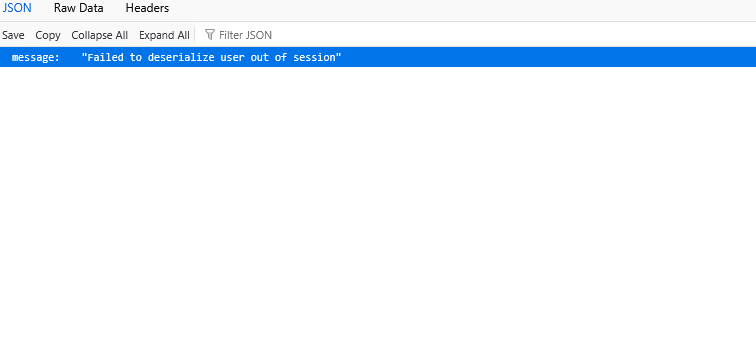 JSON Raw Data Headers
Save Copy Collapse All Expand All Filter JSON
message: "Failed to deserialize user out of session"